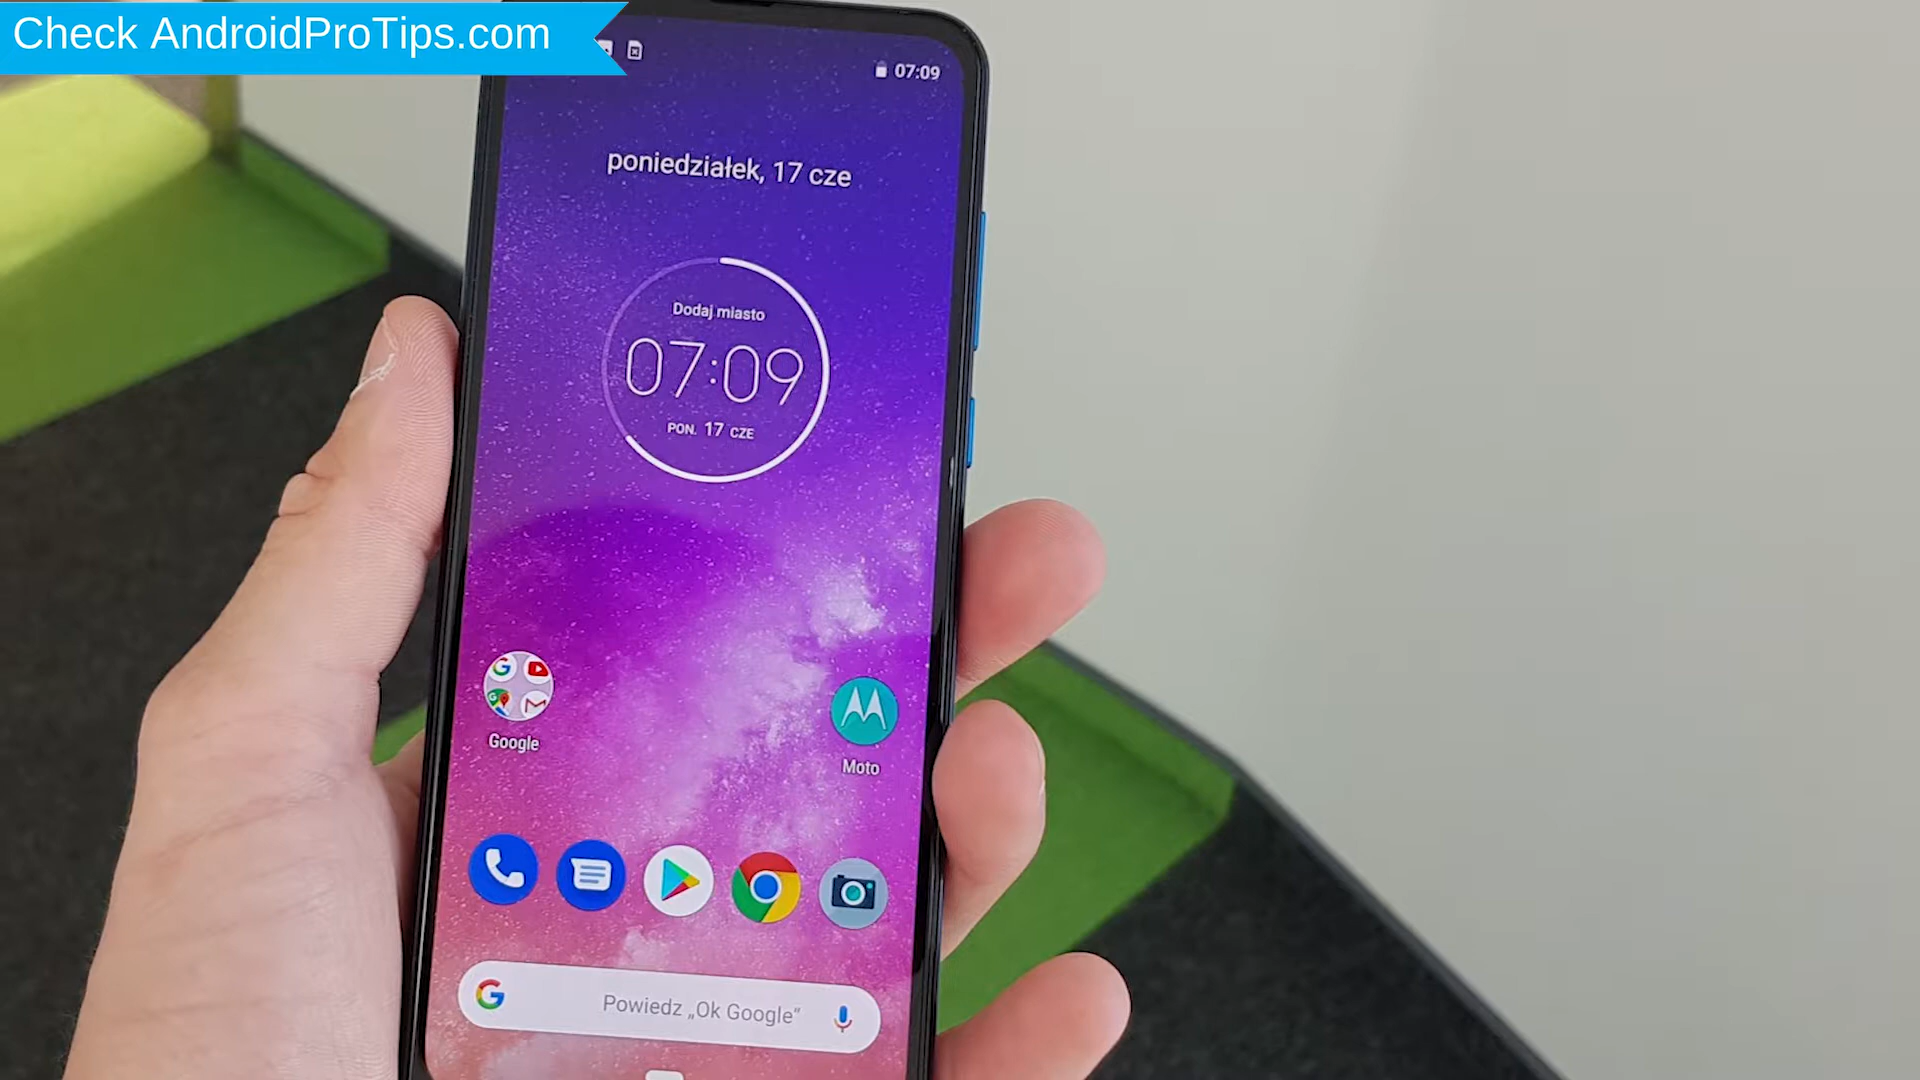 Check AndroidProTips.com
07:09
poniedziałek, 17 cze
Dodaj miasto
07:09
PON. 17 CZE
Google
Moto
Powiedz „Ok Google"